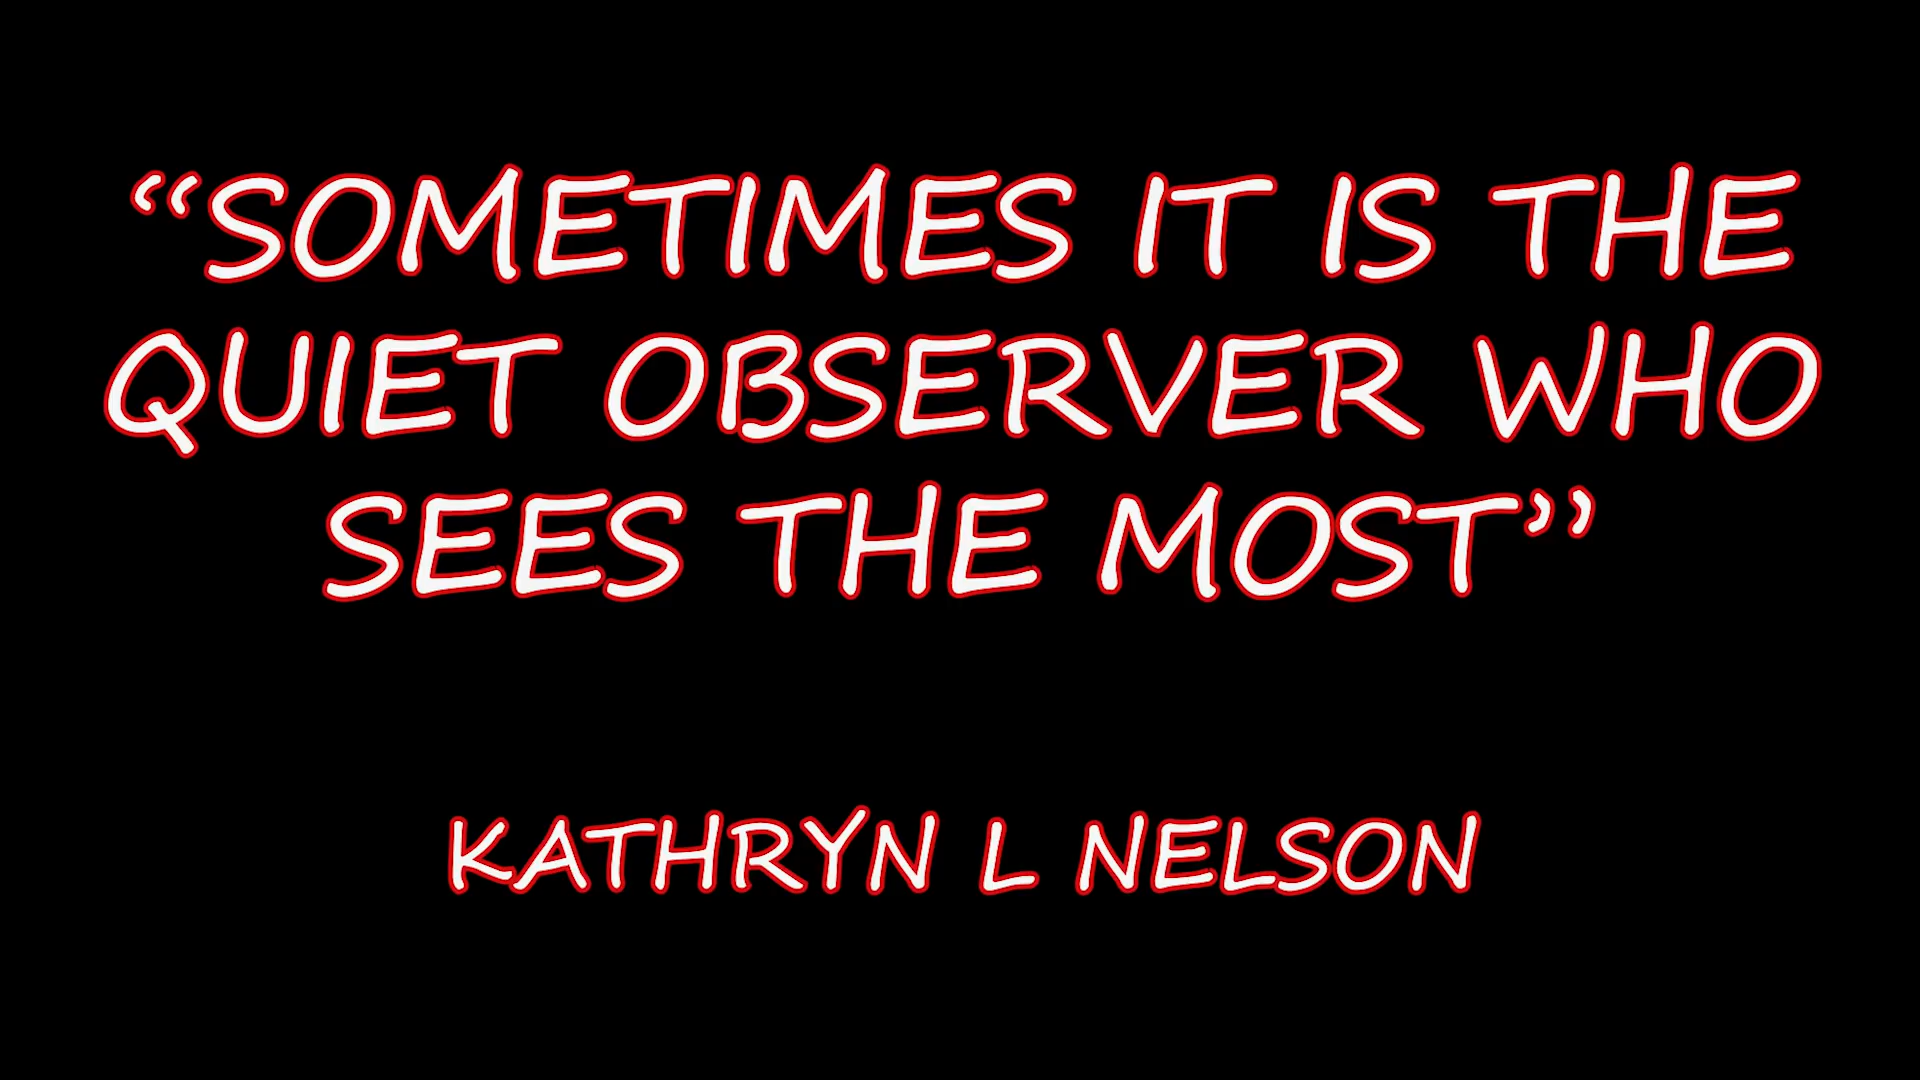 “SOMETIMES IT IS THE
QUIET OBSERVER WHO
SEES THE MOST”
KATHRYN L NELSON